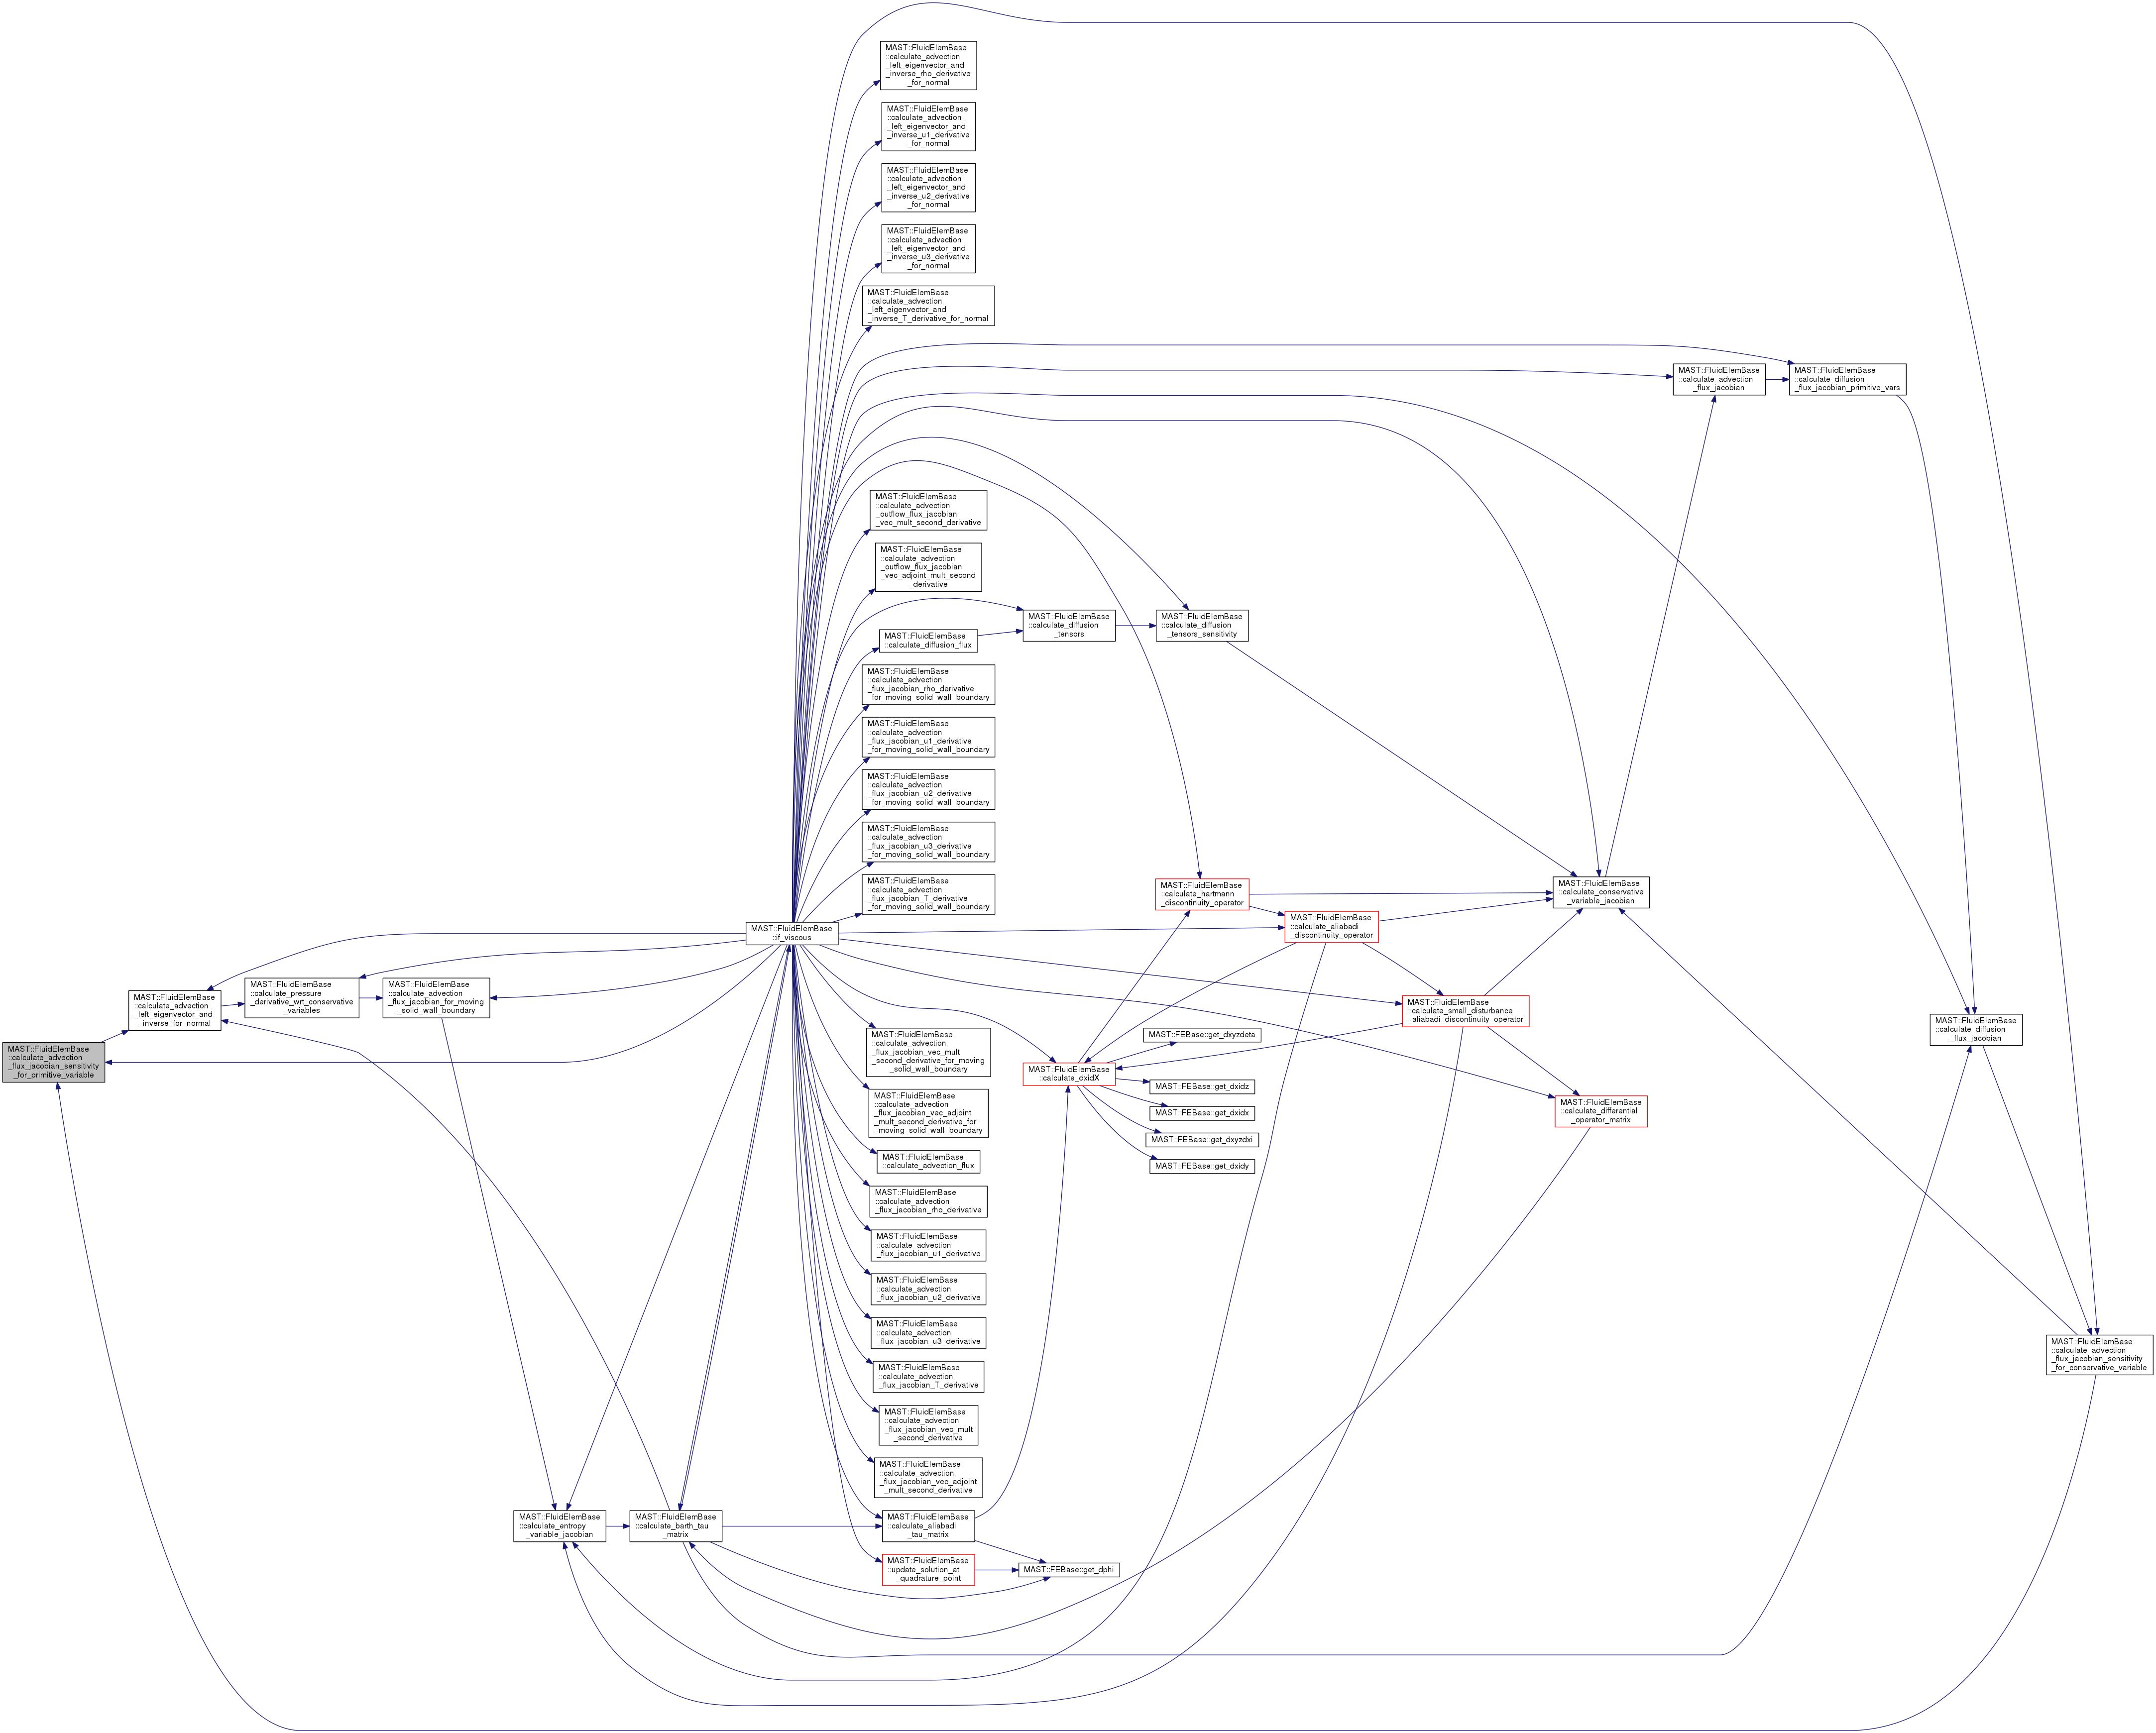 MAST::FluidElemBase
::calculate_advection
_left_eigenvector_and
_inverse_rho_derivative
_for_normal
MAST::FluidElemBase
::calculate_advection
_left_eigenvector_and
_inverse_u1_derivative
_for_normal
MAST::FluidElemBase
::calculate_advection
_left_eigenvector_and
_inverse_u2_derivative
_for_normal
MAST::FluidElemBase
::calculate_advection
_left_eigenvector_and
_inverse_u3_derivative
_for_normal
MAST::FluidElemBase
::calculate_advection
_left_eigenvector_and
_inverse_T_derivative_for_normal
MAST::FluidElemBase
::calculate_advection
_flux_jacobian
MAST::FluidElemBase
::calculate_diffusion
_flux_jacobian_primitive_vars
MAST::FluidElemBase
::calculate_advection
_outflow_flux_jacobian
_vec_mult_second_derivative
MAST::FluidElemBase
::calculate_advection
_outflow_flux_jacobian
_vec_adjoint_mult_second
_derivative
MAST::FluidElemBase
::calculate_diffusion_flux
MAST::FluidElemBase
::calculate_diffusion
_tensors
MAST::FluidElemBase
::calculate_diffusion
_tensors_sensitivity
MAST::FluidElemBase
::calculate_advection
_flux_jacobian_rho_derivative
_for_moving_solid_wall_boundary
MAST::FluidElemBase
::calculate_advection
_flux_jacobian_u1_derivative
_for_moving_solid_wall_boundary
MAST::FluidElemBase
::calculate_advection
_flux_jacobian_u2_derivative
_for_moving_solid_wall_boundary
MAST::FluidElemBase
::calculate_advection
_flux_jacobian_u3_derivative
_for_moving_solid_wall_boundary
MAST::FluidElemBase
::calculate_advection
_flux_jacobian_T_derivative
_for_moving_solid_wall_boundary
MAST::FluidElemBase
::calculate_hartmann
_discontinuity_operator
MAST::FluidElemBase
::calculate_conservative
_variable_jacobian
MAST::FluidElemBase
::calculate_aliabadi
_discontinuity_operator
MAST::FluidElemBase
::if_viscous
MAST::FluidElemBase
::calculate_pressure
_derivative_wrt_conservative
_variables
MAST::FluidElemBase
::calculate_advection
_flux_jacobian_for_moving
_solid_wall_boundary
MAST::FluidElemBase
::calculate_advection
_left_eigenvector_and
_inverse_for_normal
MAST::FluidElemBase
::calculate_small_disturbance
_aliabadi_discontinuity_operator
MAST::FluidElemBase
::calculate_diffusion
_flux_jacobian
MAST::FluidElemBase
::calculate_advection
_flux_jacobian_sensitivity
_for_primitive_variable
MAST::FluidElemBase
::calculate_advection
_flux_jacobian_vec_mult
_second_derivative_for_moving
_solid_wall_boundary
MAST::FEBase::get_dxyzdeta
MAST::FluidElemBase
::calculate_dxidX
MAST::FEBase::get_dxidz
MAST::FEBase::get_dxidx
MAST::FEBase::get_dxyzdxi
MAST::FEBase::get_dxidy
MAST::FluidElemBase
::calculate_differential
_operator_matrix
MAST::FluidElemBase
::calculate_advection
_flux_jacobian_vec_adjoint
_mult_second_derivative_for
_moving_solid_wall_boundary
MAST::FluidElemBase
::calculate_advection_flux
MAST::FluidElemBase
::calculate_advection
_flux_jacobian_rho_derivative
MAST::FluidElemBase
::calculate_advection
_flux_jacobian_u1_derivative
MAST::FluidElemBase
::calculate_advection
_flux_jacobian_u2_derivative
MAST::FluidElemBase
::calculate_advection
_flux_jacobian_u3_derivative
MAST::FluidElemBase
::calculate_advection
_flux_jacobian_sensitivity
_for_conservative_variable
MAST::FluidElemBase
::calculate_advection
_flux_jacobian_T_derivative
MAST::FluidElemBase
::calculate_advection
_flux_jacobian_vec_mult
_second_derivative
MAST::FluidElemBase
::calculate_advection
_flux_jacobian_vec_adjoint
_mult_second_derivative
MAST::FluidElemBase
::calculate_entropy
_variable_jacobian
MAST::FluidElemBase
::calculate_barth_tau
_matrix
MAST::FluidElemBase
::calculate_aliabadi
_tau_matrix
MAST::FluidElemBase
::update_solution_at
_quadrature_point
MAST::FEBase::get_dphi